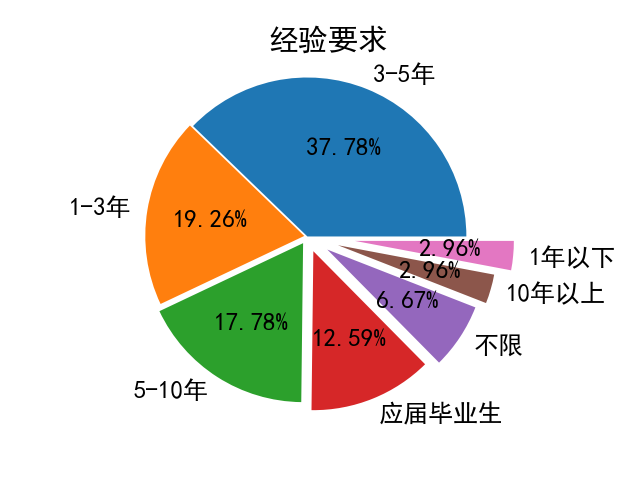 经验要求
3-5年
37.78%
1-3年
19.26%
5-10年
17.78%
应届毕业生
12.59%
不限
6.67%
10年以上
2.96%
1年以下
2.96%